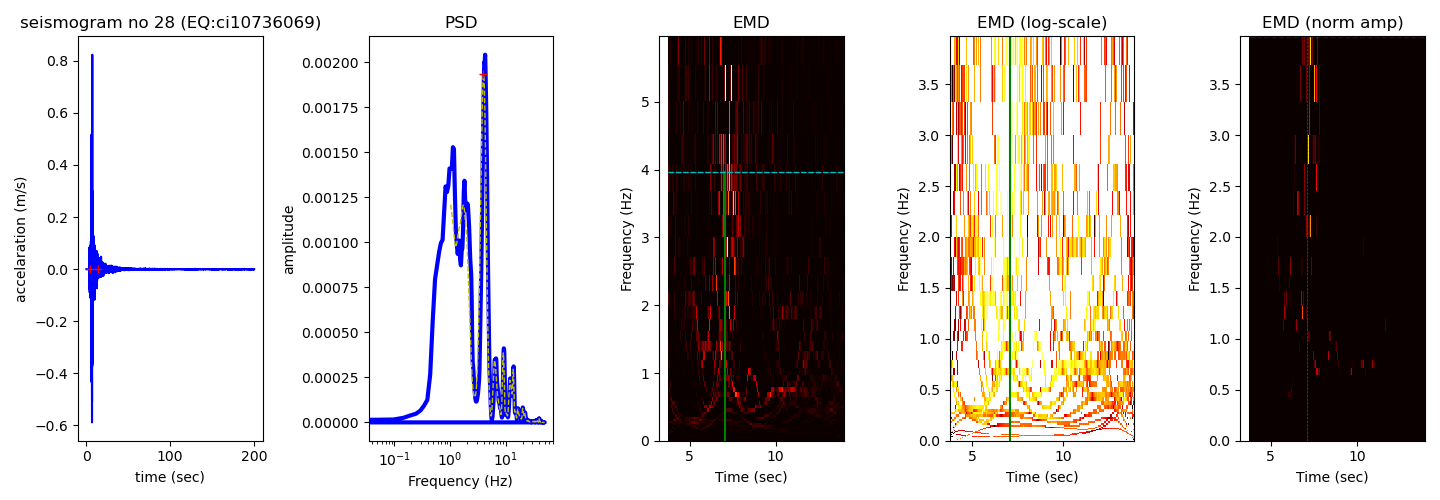 seismogram no 28 (EQ:ci10736069)
PSD
EMD
EMD (log-scale)
EMD (norm amp)
accelaration (m/s)
0.8
0.6
0.4
0.2
0.0
−0.2
−0.4
−0.6
0 100 200
time (sec)
amplitude
0.00200
0.00175
0.00150
0.00125
0.00100
0.00075
0.00050
0.00025
0.00000
10⁻¹ 10⁰ 10¹
Frequency (Hz)
Frequency (Hz)
5
4
3
2
1
0
5 10
Time (sec)
Frequency (Hz)
3.5
3.0
2.5
2.0
1.5
1.0
0.5
0.0
5 10
Time (sec)
Frequency (Hz)
3.5
3.0
2.5
2.0
1.5
1.0
0.5
0.0
5 10
Time (sec)